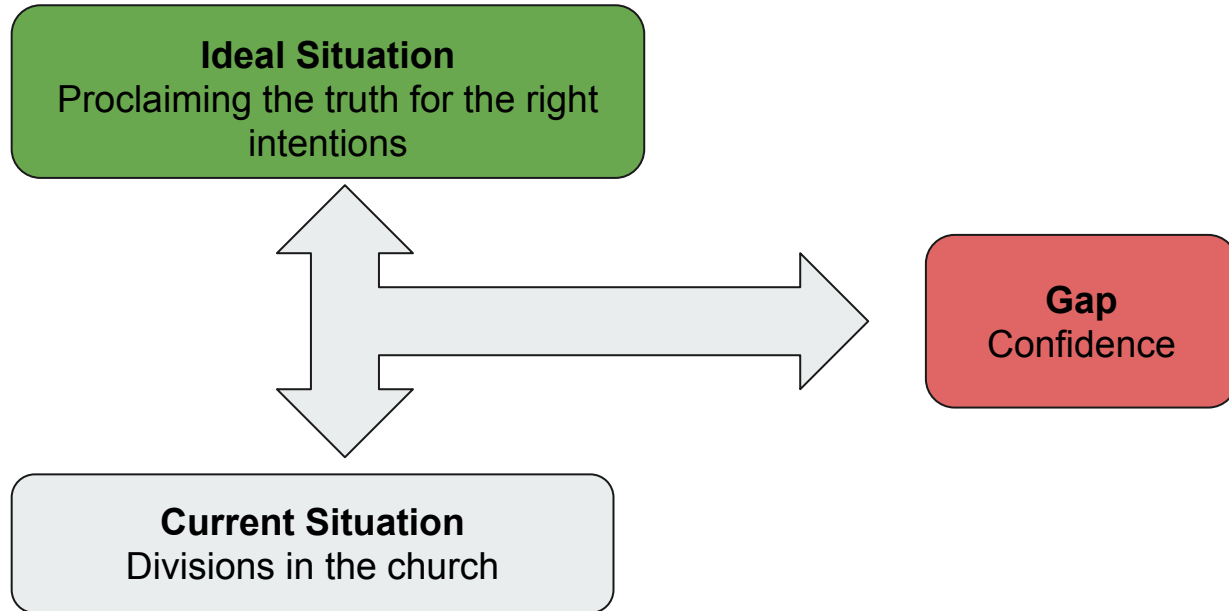 Ideal Situation
Proclaiming the truth for the right
intentions
Gap
Confidence
Current Situation
Divisions in the church